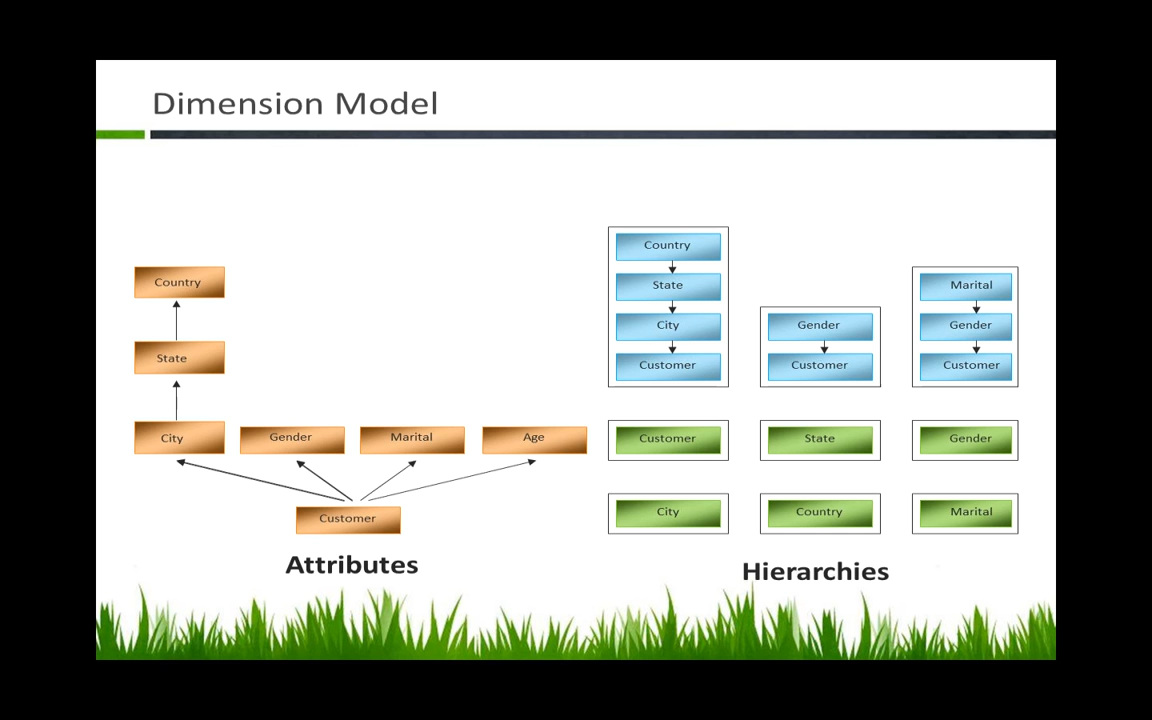 Dimension Model
Country
State
City
Gender
Marital
Age
Customer
Attributes
Country
State
City
Customer
Gender
Customer
Marital
Gender
Customer
Customer
State
Gender
City
Country
Marital
Hierarchies